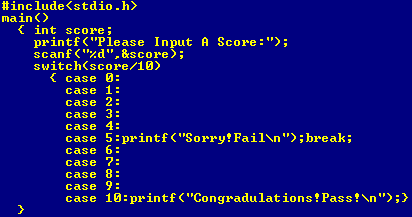 #include<stdio.h>
main()
{ int score;
printf("Please Input A Score:");
scanf("%d",&score);
switch(score/10)
{ case 0:
case 1:
case 2:
case 3:
case 4:
case 5:printf("Sorry!Fail\n");break;
case 6:
case 7:
case 8:
case 9:
case 10:printf("Congradulations!Pass!\n");}
}